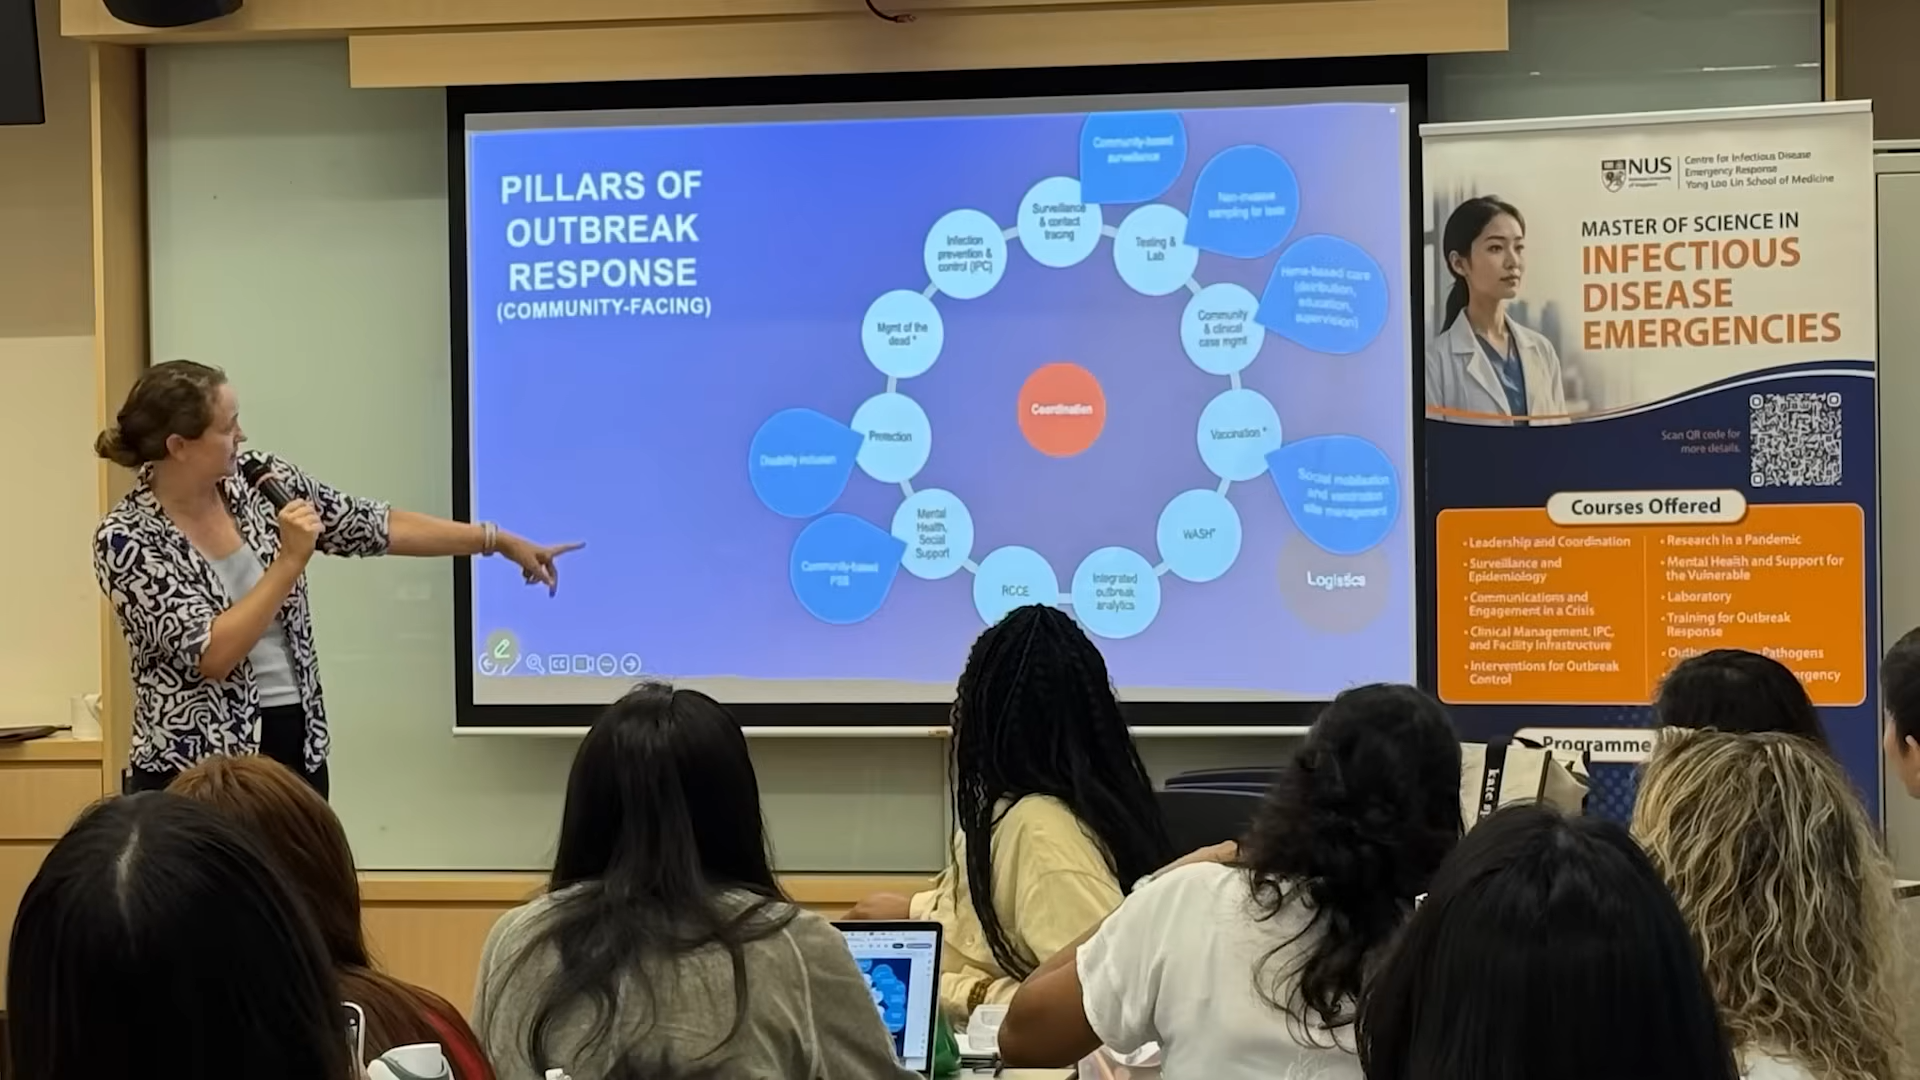 PILLARS OF
OUTBREAK
RESPONSE
(COMMUNITY-FACING)
Community-based
surveillance
Non-invasive
sampling for tests
Home-based care
(distribution,
education,
supervision)
Social mobilisation
and vaccination
site management
Community-based
PSS
Disability inclusion
Surveillance
& contact
tracing
Testing &
Lab
Community
& clinical
case mgmt
Vaccination *
WASH*
Integrated
outbreak
analytics
RCCE
Mental
Health,
Social
Support
Protection
Mgmt of the
dead *
Infection
prevention &
control (IPC)
Coordination
Logistics
CC
NUS
National University
of Singapore
Centre for Infectious Disease
Emergency Response
Yong Loo Lin School of Medicine
MASTER OF SCIENCE IN
INFECTIOUS
DISEASE
EMERGENCIES
Scan QR code for
more details.
Courses Offered
• Leadership and Coordination
• Surveillance and
Epidemiology
• Communications and
Engagement in a Crisis
• Clinical Management, IPC,
and Facility Infrastructure
• Interventions for Outbreak
Control
• Research in a Pandemic
• Mental Health and Support for
the Vulnerable
• Laboratory
• Training for Outbreak
Response
Pathogens
Programme
kate